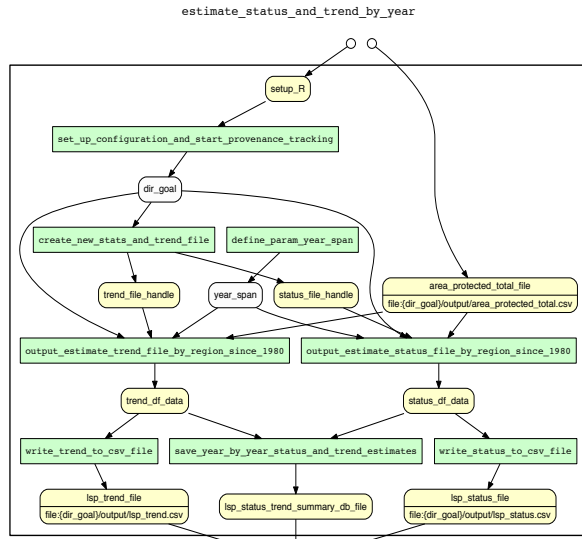 estimate_status_and_trend_by_year
setup_R
set_up_configuration_and_start_provenance_tracking
dir_goal
create_new_stats_and_trend_file
define_param_year_span
trend_file_handle
year_span
status_file_handle
area_protected_total_file
file:{dir_goal}/output/area_protected_total.csv
output_estimate_trend_file_by_region_since_1980
output_estimate_status_file_by_region_since_1980
trend_df_data
status_df_data
write_trend_to_csv_file
save_year_by_year_status_and_trend_estimates
write_status_to_csv_file
lsp_trend_file
file:{dir_goal}/output/lsp_trend.csv
lsp_status_trend_summary_db_file
lsp_status_file
file:{dir_goal}/output/lsp_status.csv